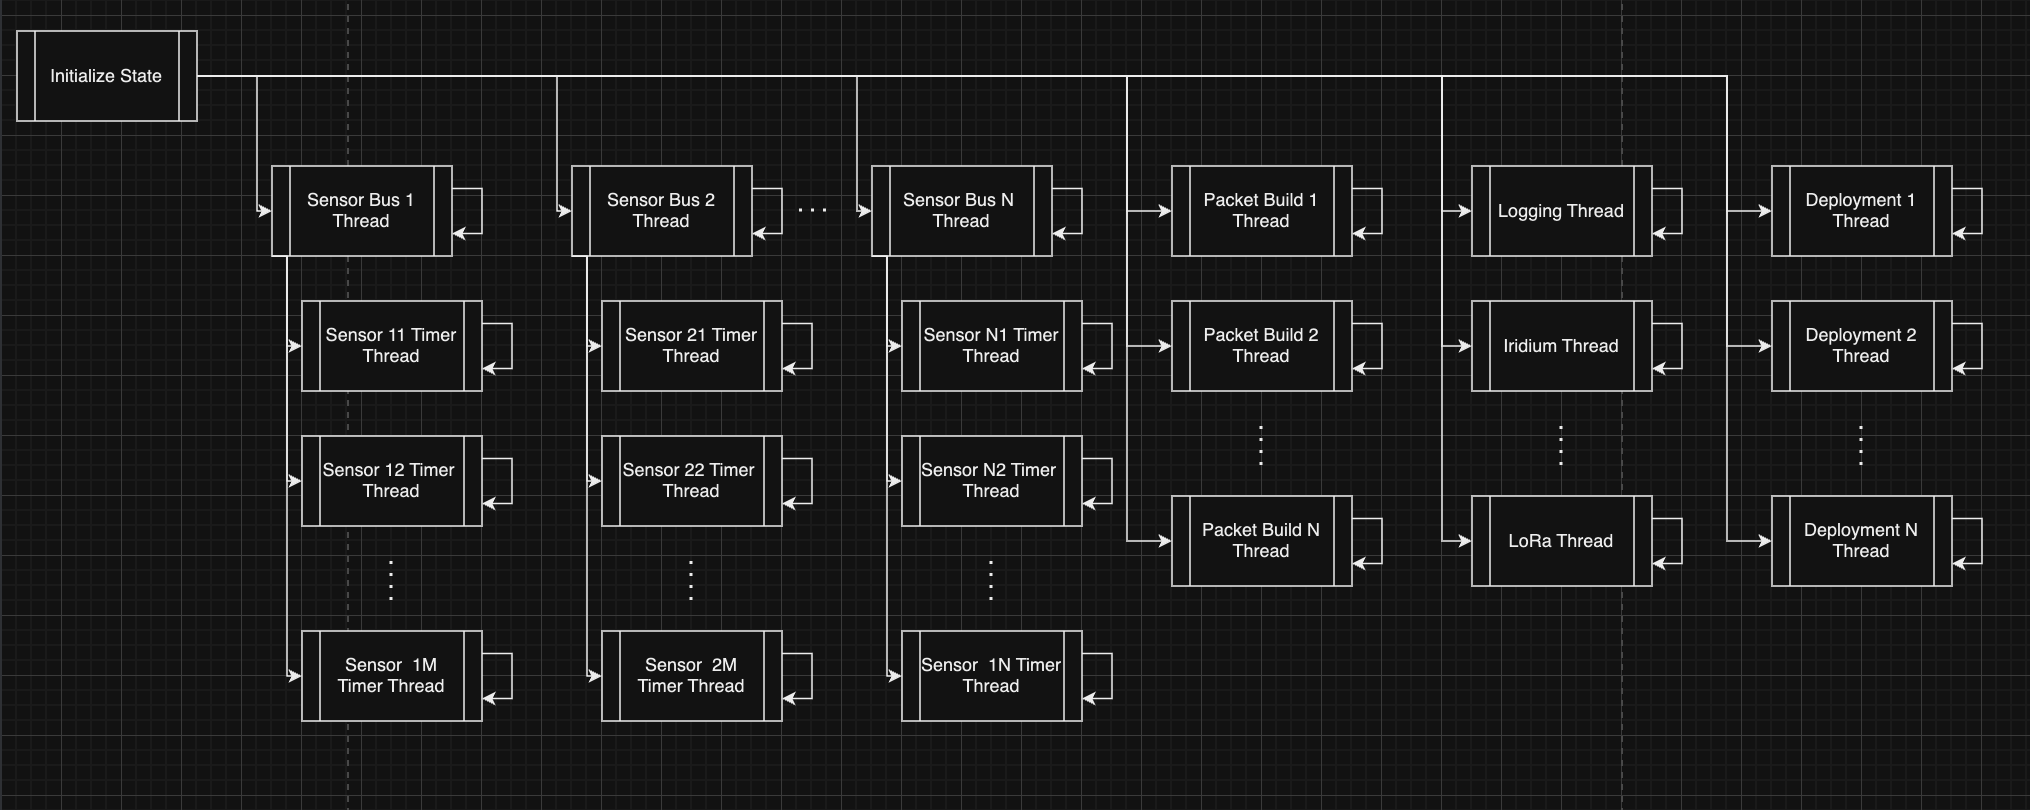 Initialize State
Sensor Bus 1
Thread
Sensor Bus 2
Thread
Sensor Bus N
Thread
Packet Build 1
Thread
Logging Thread
Deployment 1
Thread
Sensor 11 Timer
Thread
Sensor 21 Timer
Thread
Sensor N1 Timer
Thread
Packet Build 2
Thread
Iridium Thread
Deployment 2
Thread
Sensor 12 Timer
Thread
Sensor 22 Timer
Thread
Sensor N2 Timer
Thread
Packet Build N
Thread
LoRa Thread
Deployment N
Thread
Sensor 1M
Timer Thread
Sensor 2M
Timer Thread
Sensor 1N Timer
Thread